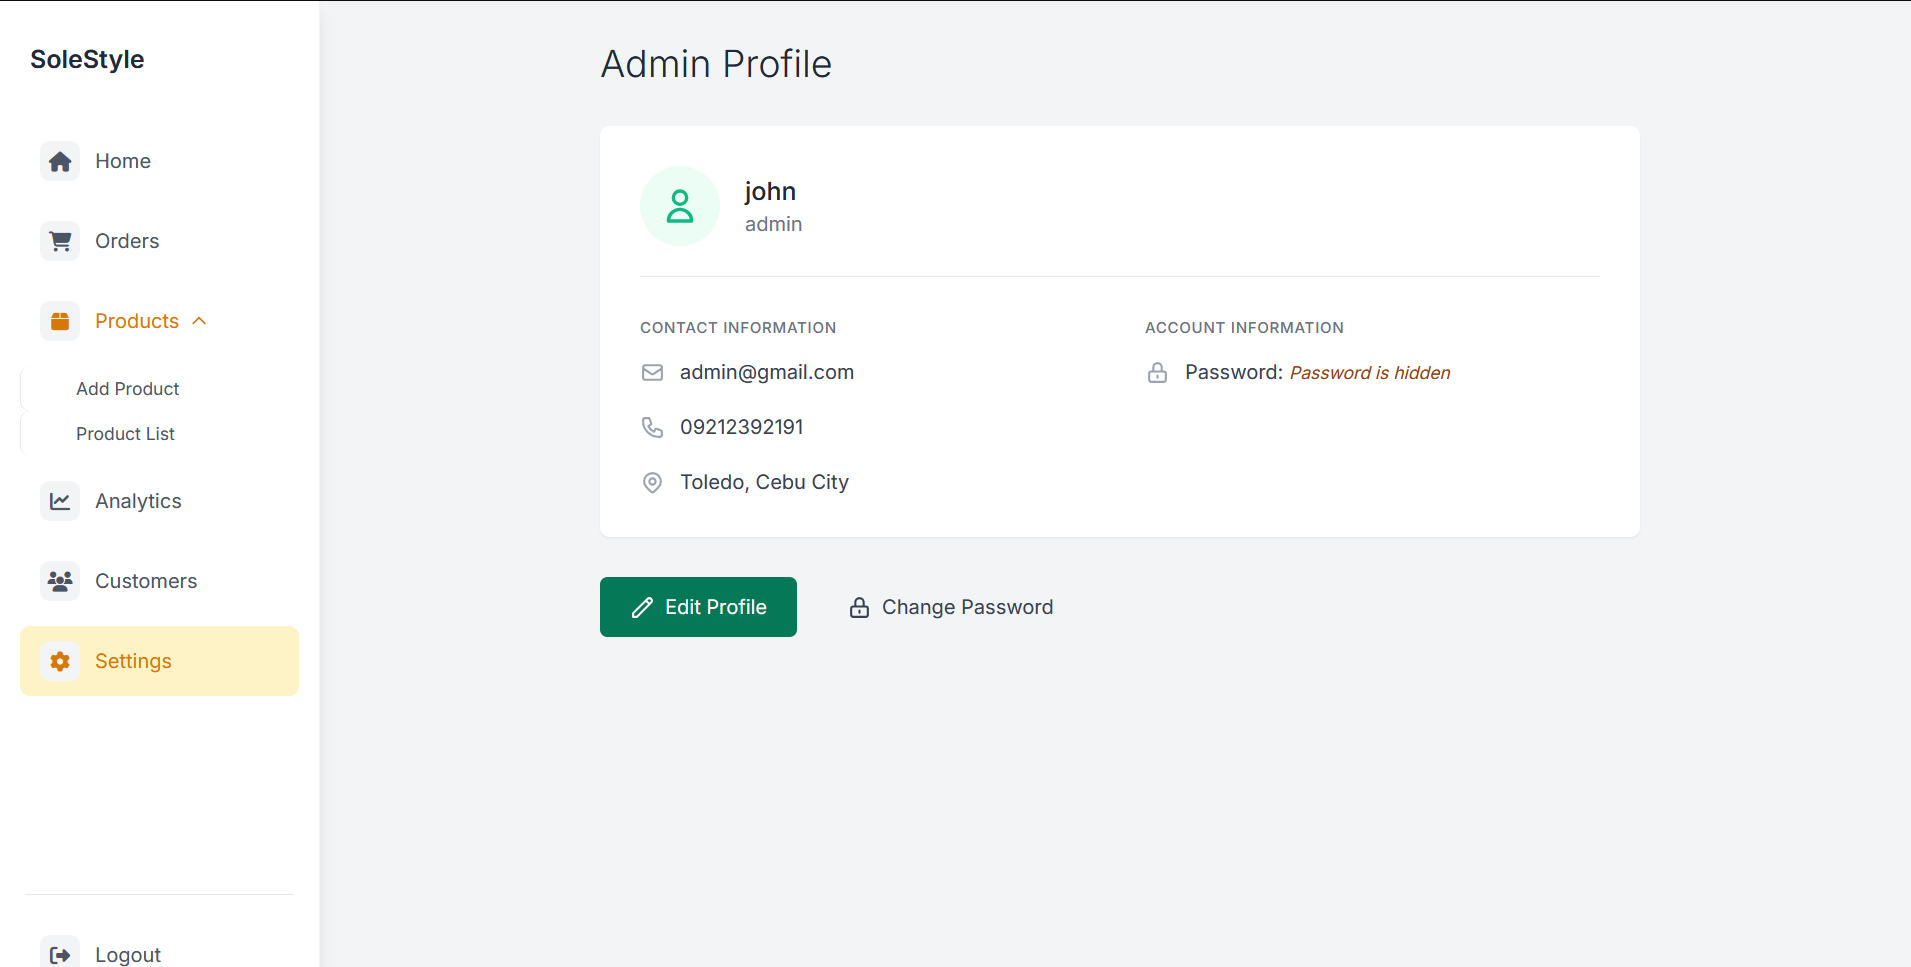 SoleStyle
Home
Orders
Products
Add Product
Product List
Analytics
Customers
Settings
Logout
Admin Profile
john
admin
CONTACT INFORMATION
admin@gmail.com
09212392191
Toledo, Cebu City
ACCOUNT INFORMATION
Password: Password is hidden
Edit Profile
Change Password